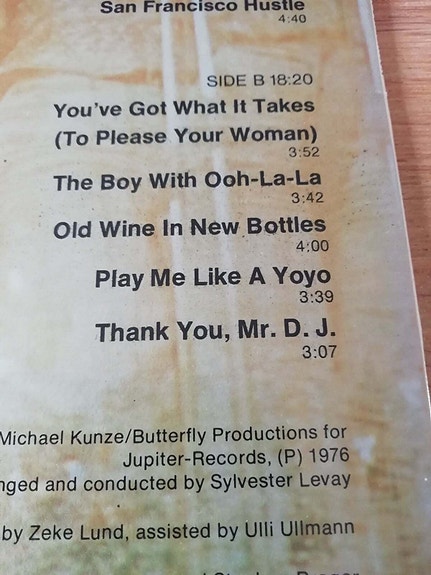 San Francisco Hustle
4:40
SIDE B 18:20
You've Got What It Takes
(To Please Your Woman)
3:52
The Boy With Ooh-La-La
3:42
Old Wine In New Bottles
4:00
Play Me Like A Yoyo
3:39
Thank You, Mr. D. J.
3:07
Michael Kunze/Butterfly Productions for
Jupiter-Records, (P) 1976
nged and conducted by Sylvester Levay
by Zeke Lund, assisted by Ulli Ullmann